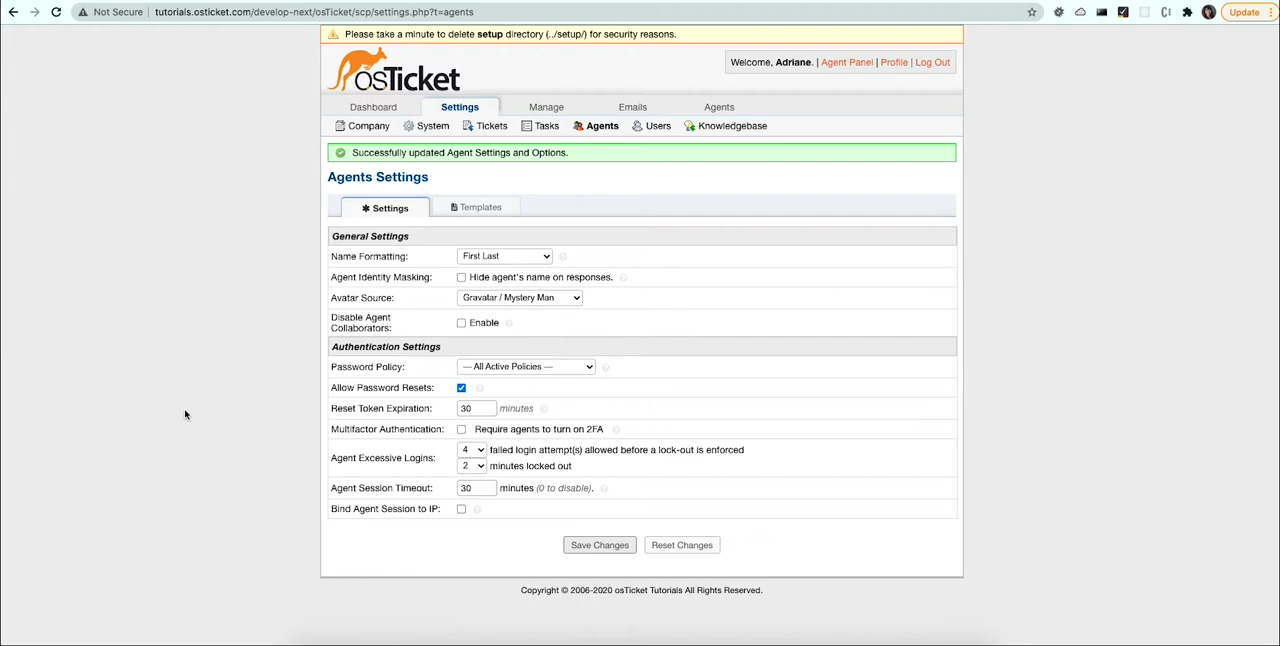 Not Secure | tutorials.osticket.com/develop-next/osTicket/scp/settings.php?t=agents
Update
Please take a minute to delete setup directory (../setup/) for security reasons.
osTicket
Welcome, Adriane. | Agent Panel | Profile | Log Out
Dashboard Settings Manage Emails Agents
Company System Tickets Tasks Agents Users Knowledgebase
Successfully updated Agent Settings and Options.
Agents Settings
Settings Templates
General Settings
Name Formatting: First Last
Agent Identity Masking: Hide agent's name on responses.
Avatar Source: Gravatar / Mystery Man
Disable Agent
Collaborators: Enable
Authentication Settings
Password Policy: — All Active Policies —
Allow Password Resets:
Reset Token Expiration: 30 minutes
Multifactor Authentication: Require agents to turn on 2FA
Agent Excessive Logins: 4 failed login attempt(s) allowed before a lock-out is enforced
2 minutes locked out
Agent Session Timeout: 30 minutes (0 to disable).
Bind Agent Session to IP:
Save Changes Reset Changes
Copyright © 2006-2020 osTicket Tutorials All Rights Reserved.